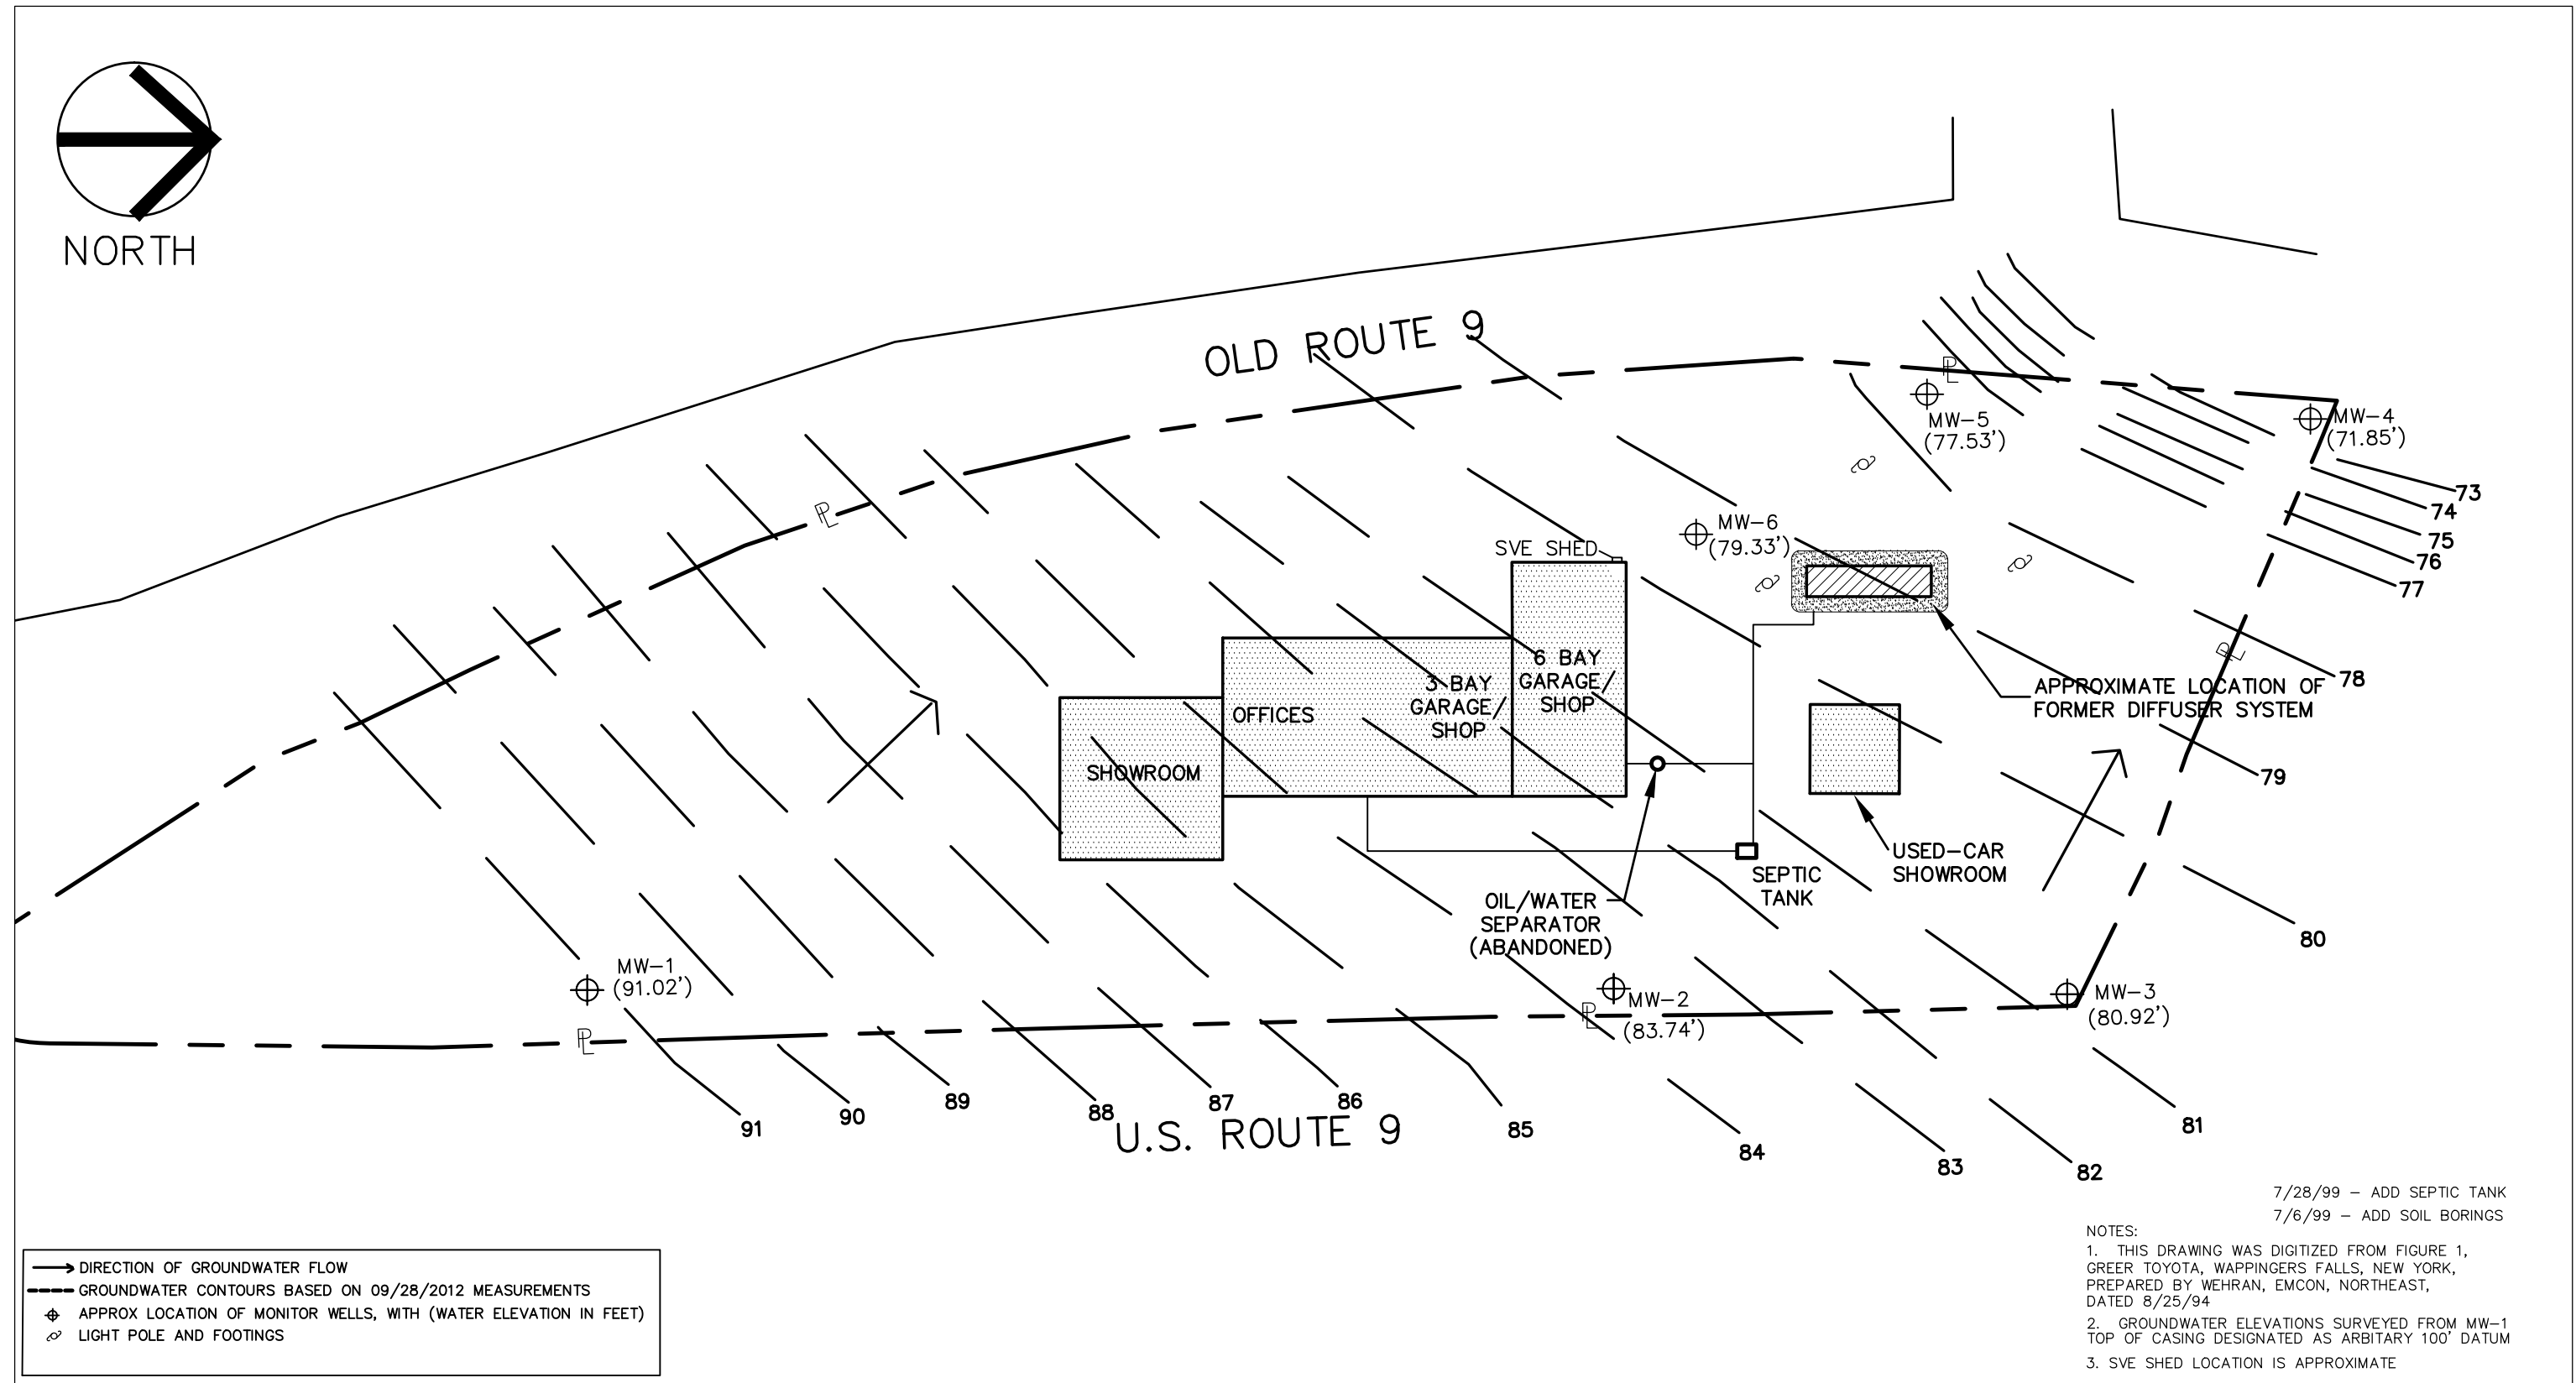 NORTH
OLD ROUTE 9
P L
MW-5
(77.53')
MW-4
(71.85')
73
74
75
76
77
P L
MW-6
(79.33')
SVE SHED
6 BAY
GARAGE/
SHOP
3 BAY
GARAGE/
SHOP
OFFICES
SHOWROOM
P L
78
APPROXIMATE LOCATION OF
FORMER DIFFUSER SYSTEM
79
USED-CAR
SHOWROOM
SEPTIC
TANK
OIL/WATER
SEPARATOR
(ABANDONED)
80
MW-1
(91.02')
MW-2
(83.74')
MW-3
(80.92')
P L
P L
91
90
89
88
87
86
85
84
83
82
81
U.S. ROUTE 9
7/28/99 - ADD SEPTIC TANK
7/6/99 - ADD SOIL BORINGS
NOTES:
1. THIS DRAWING WAS DIGITIZED FROM FIGURE 1,
GREER TOYOTA, WAPPINGERS FALLS, NEW YORK,
PREPARED BY WEHRAN, EMCON, NORTHEAST,
DATED 8/25/94
2. GROUNDWATER ELEVATIONS SURVEYED FROM MW-1
TOP OF CASING DESIGNATED AS ARBITARY 100' DATUM
3. SVE SHED LOCATION IS APPROXIMATE
DIRECTION OF GROUNDWATER FLOW
GROUNDWATER CONTOURS BASED ON 09/28/2012 MEASUREMENTS
APPROX LOCATION OF MONITOR WELLS, WITH (WATER ELEVATION IN FEET)
LIGHT POLE AND FOOTINGS